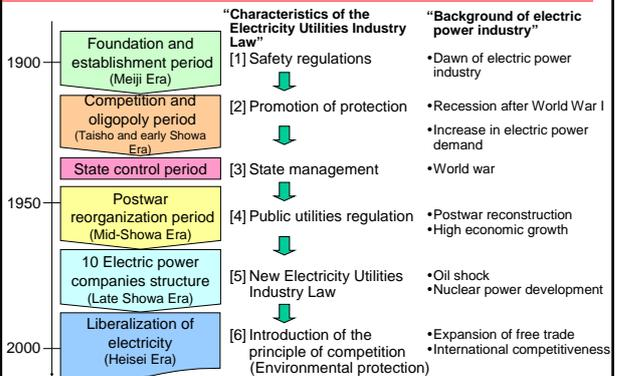 “Characteristics of the
Electricity Utilities Industry
Law”
“Background of electric
power industry”
1900
Foundation and
establishment period
(Meiji Era)
[1] Safety regulations
•Dawn of electric power
industry
Competition and
oligopoly period
(Taisho and early Showa
Era)
[2] Promotion of protection
•Recession after World War I
•Increase in electric power
demand
State control period
[3] State management
•World war
1950
Postwar
reorganization period
(Mid-Showa Era)
[4] Public utilities regulation
•Postwar reconstruction
•High economic growth
10 Electric power
companies structure
(Late Showa Era)
[5] New Electricity Utilities
Industry Law
•Oil shock
•Nuclear power development
2000
Liberalization of
electricity
(Heisei Era)
[6] Introduction of the
principle of competition
(Environmental protection)
•Expansion of free trade
•International competitiveness